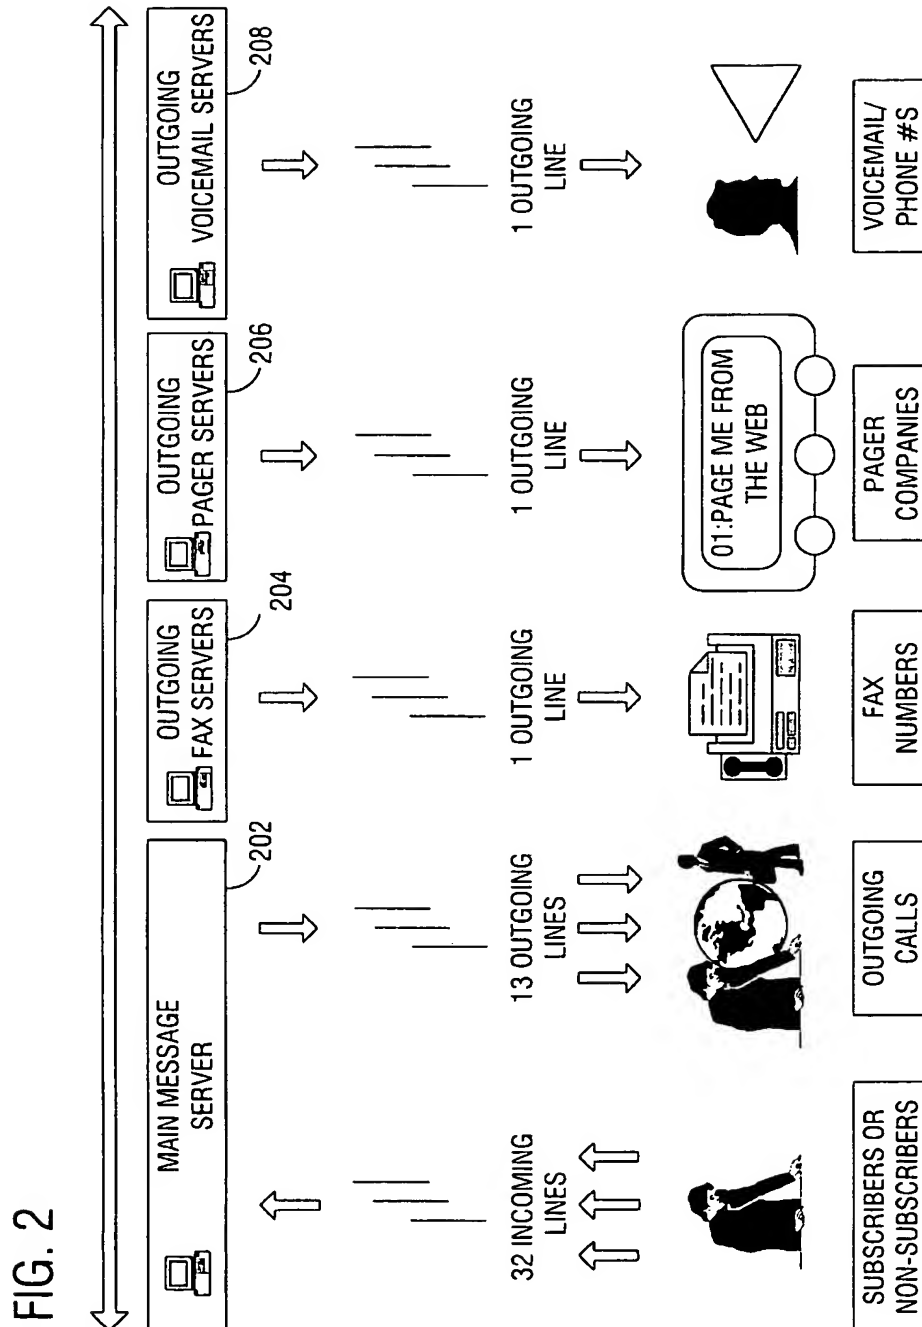 FIG. 2
MAIN MESSAGE
SERVER
202
OUTGOING
FAX SERVERS
204
OUTGOING
PAGER SERVERS
206
OUTGOING
VOICEMAIL SERVERS
208
32 INCOMING
LINES
13 OUTGOING
LINES
1 OUTGOING
LINE
1 OUTGOING
LINE
1 OUTGOING
LINE
01:PAGE ME FROM
THE WEB
SUBSCRIBERS OR
NON-SUBSCRIBERS
OUTGOING
CALLS
FAX
NUMBERS
PAGER
COMPANIES
VOICEMAIL/
PHONE #S